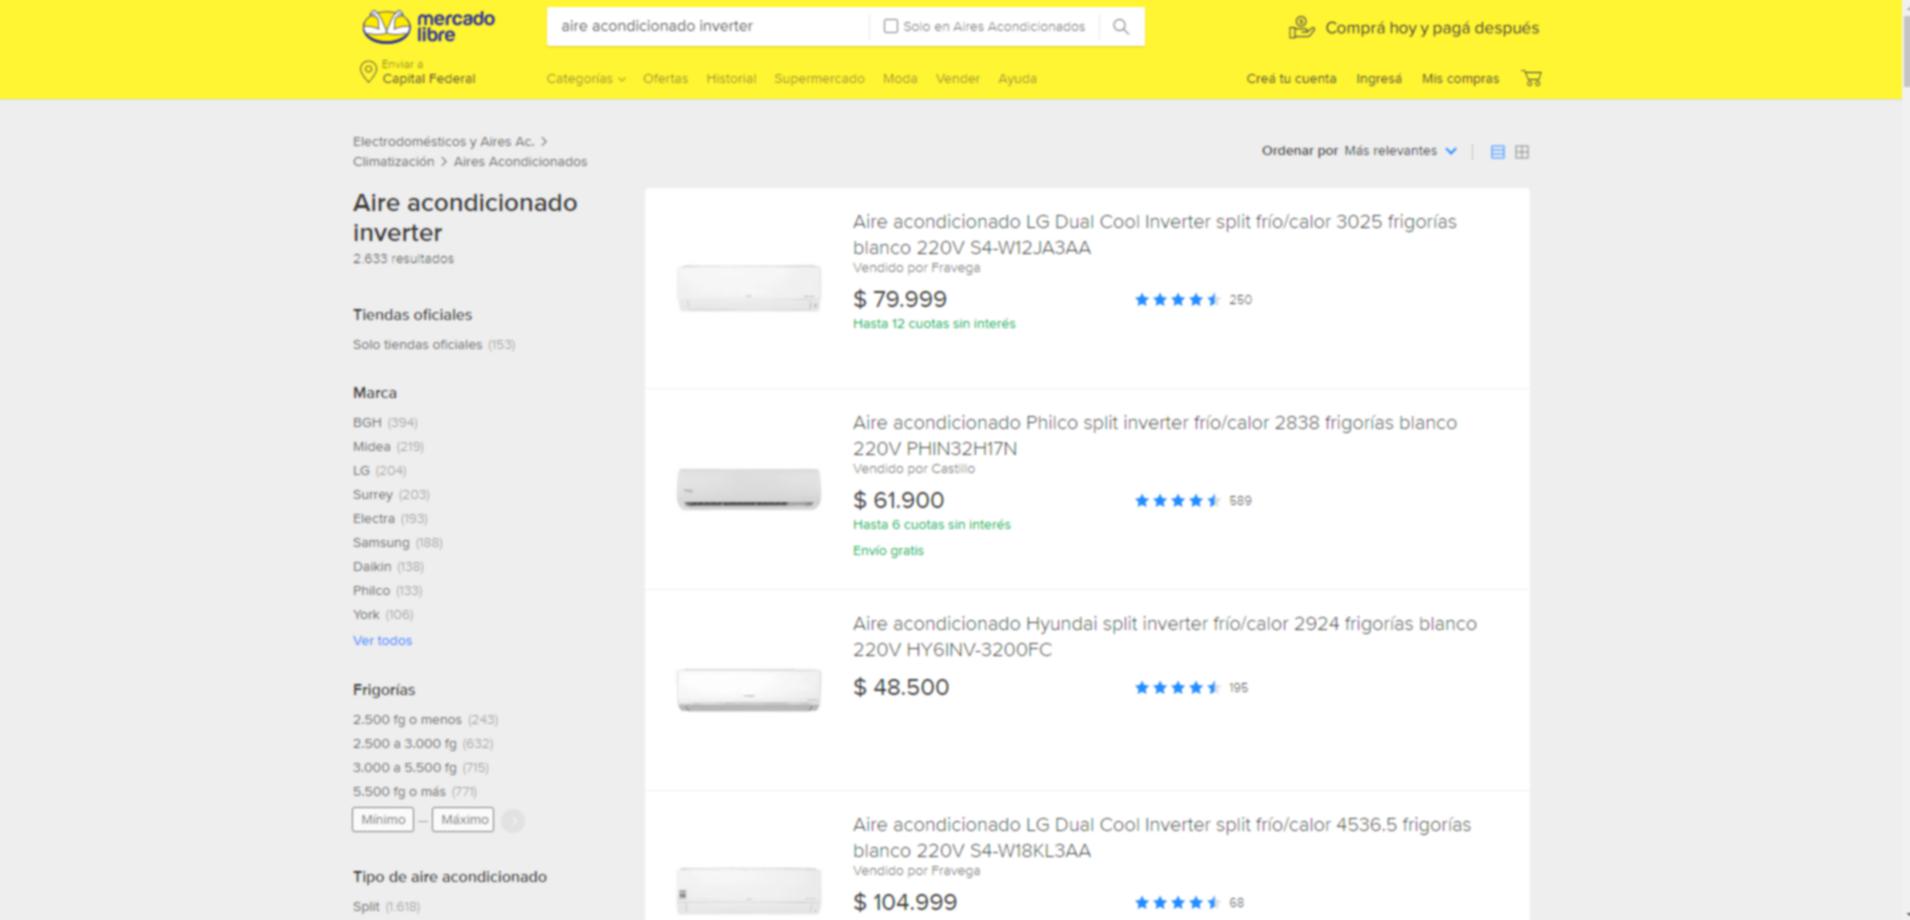 mercado
libre
aire acondicionado inverter
Solo en Aires Acondicionados
Comprá hoy y pagá después
Enviar a
Capital Federal
Categorías
Ofertas
Historial
Supermercado
Moda
Vender
Ayuda
Creá tu cuenta
Ingresá
Mis compras
Electrodomésticos y Aires Ac. >
Climatización > Aires Acondicionados
Ordenar por Más relevantes
Aire acondicionado
inverter
2.633 resultados
Tiendas oficiales
Solo tiendas oficiales (153)
Marca
BGH (394)
Midea (219)
LG (204)
Surrey (203)
Electra (193)
Samsung (188)
Daikin (138)
Philco (133)
York (106)
Ver todos
Frigorías
2.500 fg o menos (243)
2.500 a 3.000 fg (632)
3.000 a 5.500 fg (715)
5.500 fg o más (771)
Mínimo — Máximo
Tipo de aire acondicionado
Split (1.618)
Aire acondicionado LG Dual Cool Inverter split frío/calor 3025 frigorías
blanco 220V S4-W12JA3AA
Vendido por Fravega
$ 79.999
250
Hasta 12 cuotas sin interés
Aire acondicionado Philco split inverter frío/calor 2838 frigorías blanco
220V PHIN32H17N
Vendido por Castillo
$ 61.900
589
Hasta 6 cuotas sin interés
Envío gratis
Aire acondicionado Hyundai split inverter frío/calor 2924 frigorías blanco
220V HY6INV-3200FC
$ 48.500
195
Aire acondicionado LG Dual Cool Inverter split frío/calor 4536.5 frigorías
blanco 220V S4-W18KL3AA
Vendido por Fravega
$ 104.999
68